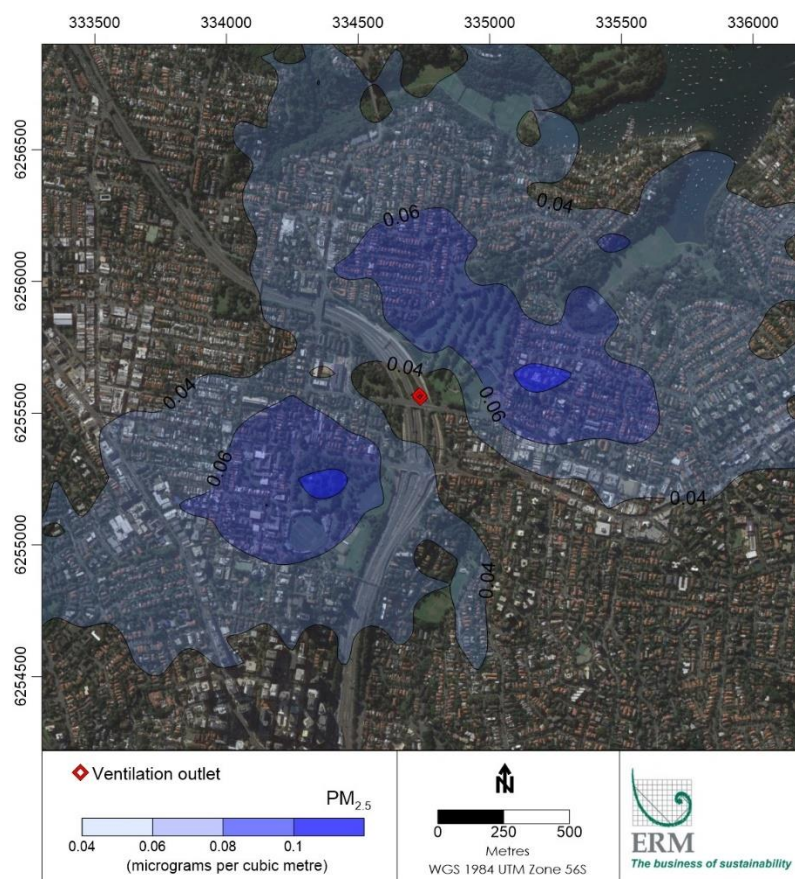 333500 334000 334500 335000 335500 336000
6256500
6256000
6255500
6255000
6254500
0.04
0.06
0.04
0.04
0.06
0.06
0.04
0.04
Ventilation outlet
PM2.5
0.04 0.06 0.08 0.1
(micrograms per cubic metre)
N
0 250 500
Metres
WGS 1984 UTM Zone 56S
ERM
The business of sustainability